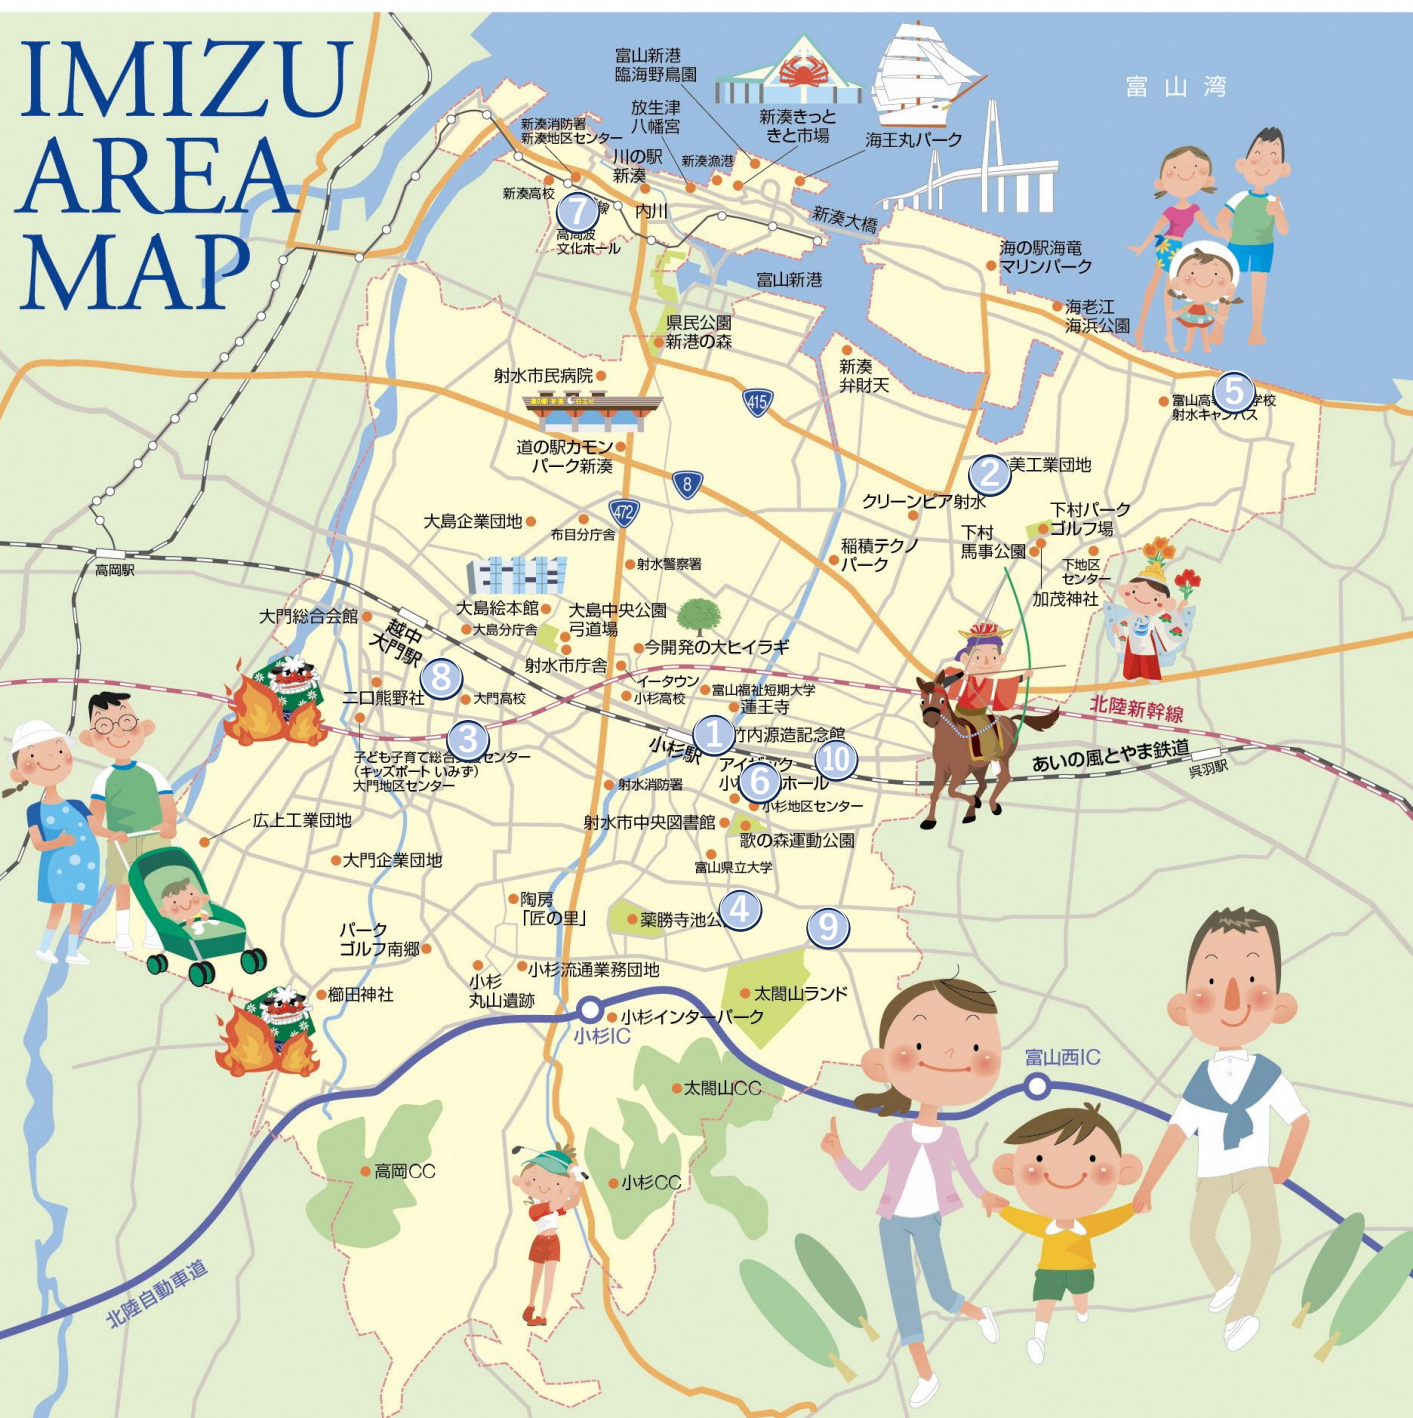 IMIZU
AREA
MAP
富山湾
富山新港
臨海野鳥園
放生津
八幡宮
新湊きっと
きと市場
海王丸パーク
新湊消防署
新湊地区センター
川の駅
新湊
新湊漁港
新湊高校
7
線
内川
文化ホール
新湊大橋
富山新港
海の駅海竜
マリンパーク
海老江
海浜公園
県民公園
新港の森
新湊
弁財天
射水市民病院
415
5
富山高
学校
射水キャンパス
道の駅カモン
パーク新湊
8
472
2
美工業団地
クリーンピア射水
下村パーク
ゴルフ場
下村
馬事公園
下地区
センター
加茂神社
大島企業団地
布目分庁舎
稲積テクノ
パーク
射水警察署
高岡駅
大門総合会館
越中
大門駅
大島絵本館
大島分庁舎
大島中央公園
弓道場
今開発の大ヒイラギ
射水市庁舎
イータウン
小杉高校
富山福祉短期大学
蓮王寺
8
二口熊野社
大門高校
北陸新幹線
3
子ども子育て総合
センター
(キッズポート いみず)
大門地区センター
小杉駅
1
竹内源造記念館
10
アイ
ック
小
6
ホール
小杉地区センター
あいの風とやま鉄道
呉羽駅
射水消防署
射水市中央図書館
歌の森運動公園
富山県立大学
広上工業団地
大門企業団地
陶房
「匠の里」
薬勝寺池公
4
9
パーク
ゴルフ南郷
小杉
丸山遺跡
小杉流通業務団地
櫛田神社
太閤山ランド
小杉インターパーク
小杉IC
富山西IC
太閤山CC
高岡CC
小杉CC
北陸自動車道